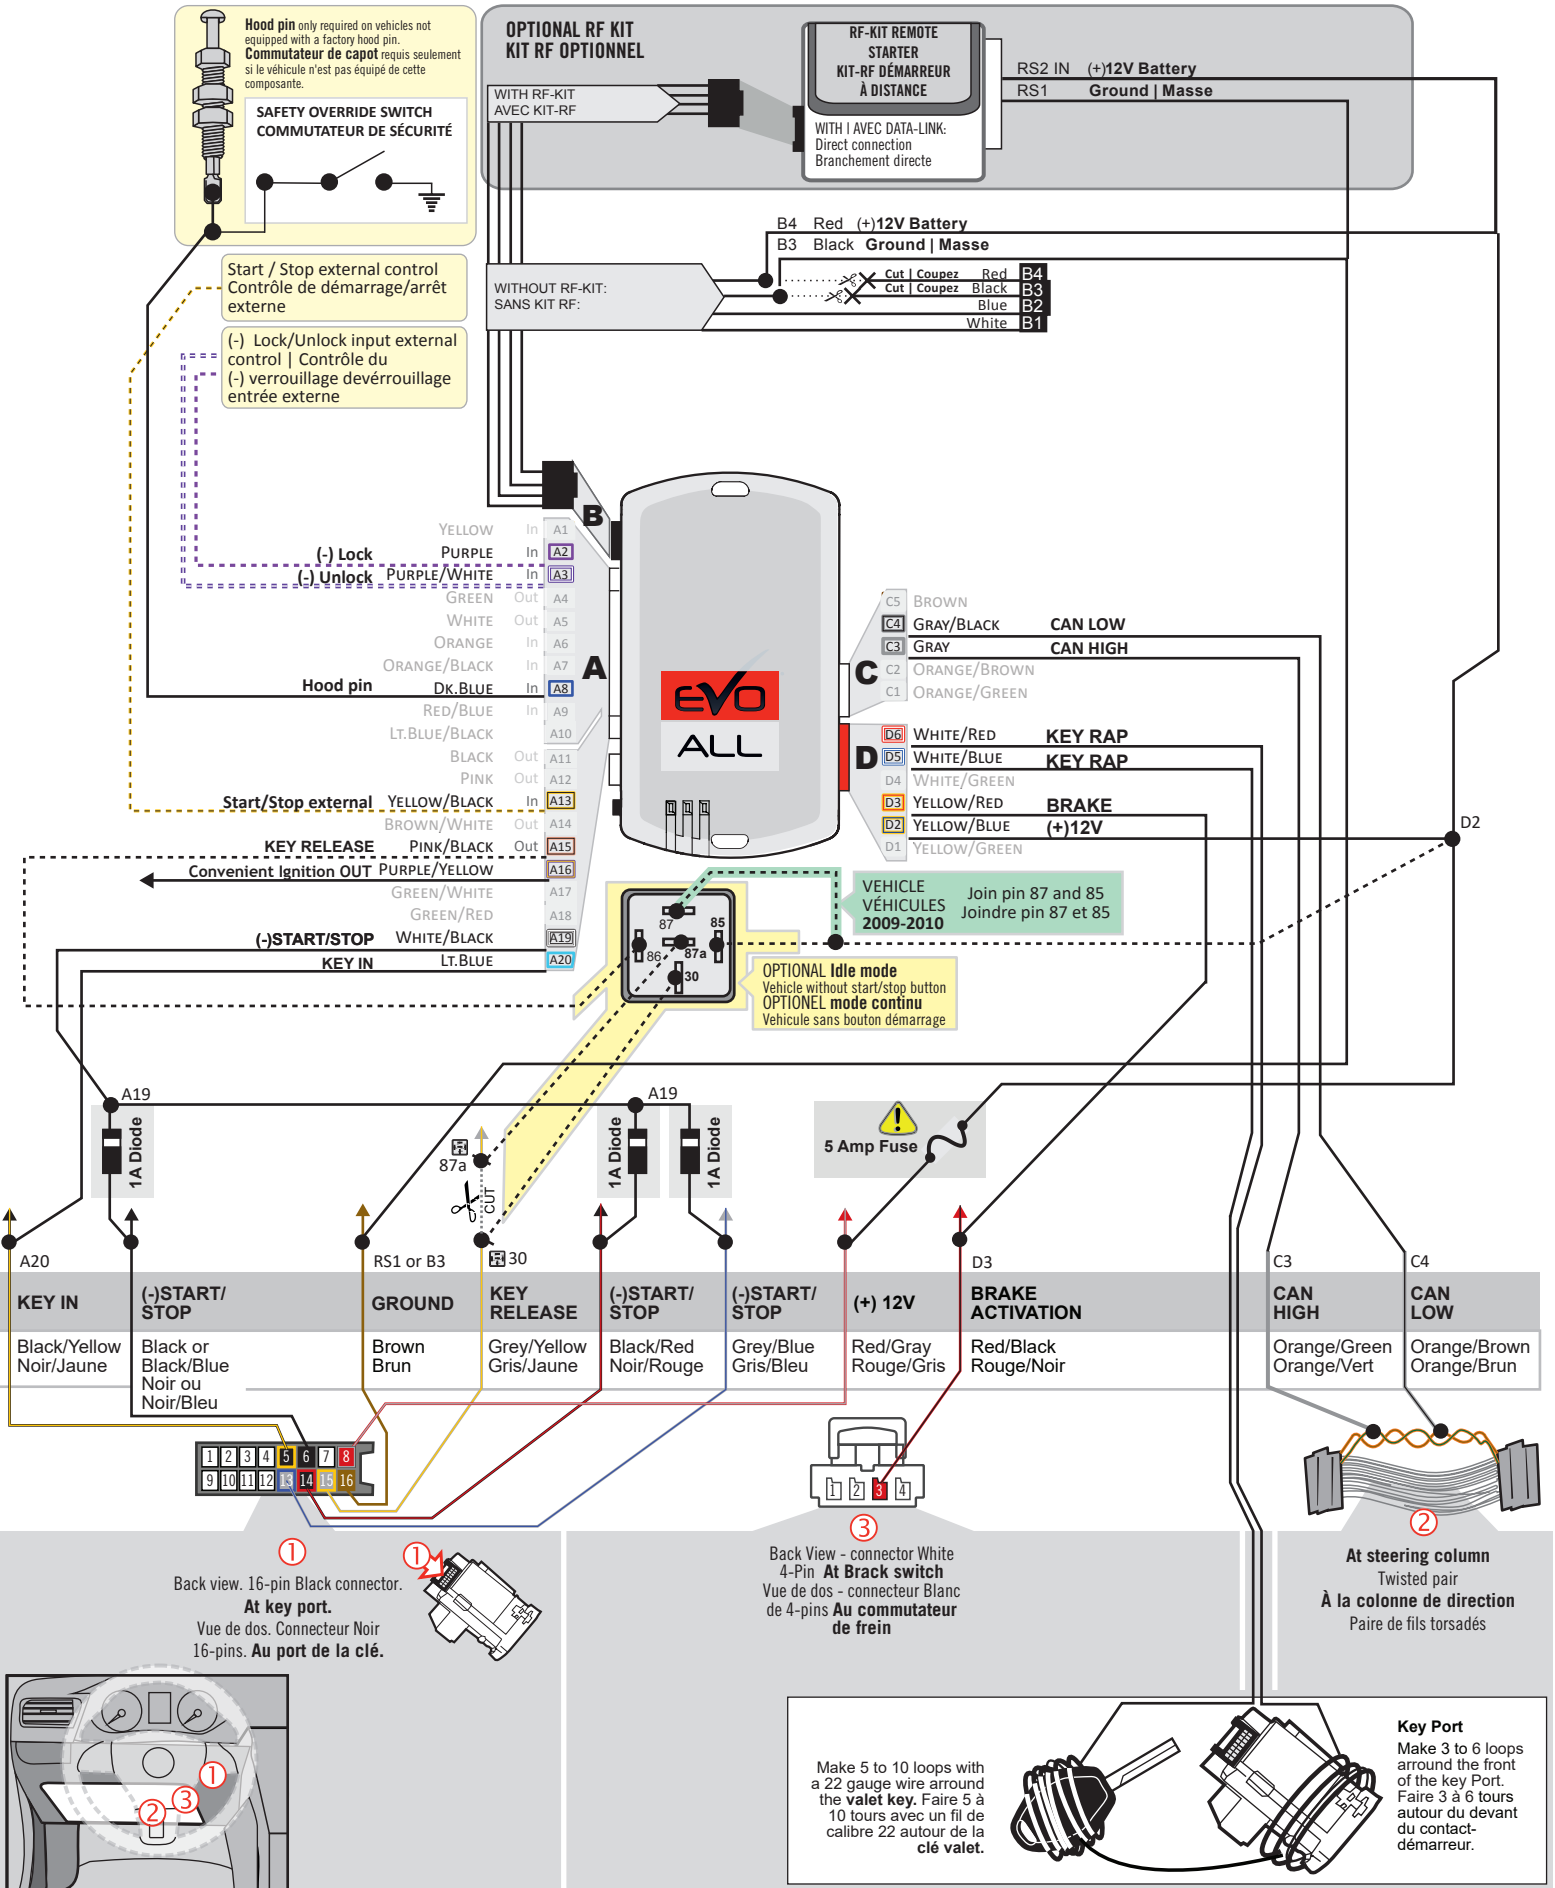 Hood pin only required on vehicles not
equipped with a factory hood pin.
Commutateur de capot requis seulement
si le véhicule n'est pas équipé de cette
composante.
SAFETY OVERRIDE SWITCH
COMMUTATEUR DE SÉCURITÉ
OPTIONAL RF KIT
KIT RF OPTIONNEL
RF-KIT REMOTE
STARTER
KIT-RF DÉMARREUR
À DISTANCE
WITH RF-KIT
AVEC KIT-RF
WITH I AVEC DATA-LINK:
Direct connection
Branchement directe
RS2 IN (+)12V Battery
RS1 Ground | Masse
B4 Red (+)12V Battery
B3 Black Ground | Masse
WITHOUT RF-KIT:
SANS KIT RF:
Cut | Coupez Red B4
Cut | Coupez Black B3
Blue B2
White B1
Start / Stop external control
Contrôle de démarrage/arrêt
externe
(-) Lock/Unlock input external
control | Contrôle du
(-) verrouillage devérrouillage
entrée externe
B
YELLOW In A1
(-) Lock PURPLE In A2
(-) Unlock PURPLE/WHITE In A3
GREEN Out A4
WHITE Out A5
ORANGE In A6
ORANGE/BLACK In A7
Hood pin DK.BLUE In A8
RED/BLUE In A9
LT.BLUE/BLACK A10
BLACK Out A11
PINK Out A12
Start/Stop external YELLOW/BLACK In A13
BROWN/WHITE Out A14
KEY RELEASE PINK/BLACK Out A15
Convenient Ignition OUT PURPLE/YELLOW A16
GREEN/WHITE A17
GREEN/RED A18
(-)START/STOP WHITE/BLACK A19
KEY IN LT.BLUE A20
A
EVO
ALL
C
C5 BROWN
C4 GRAY/BLACK CAN LOW
C3 GRAY CAN HIGH
C2 ORANGE/BROWN
C1 ORANGE/GREEN
D
D6 WHITE/RED KEY RAP
D5 WHITE/BLUE KEY RAP
D4 WHITE/GREEN
D3 YELLOW/RED BRAKE
D2 YELLOW/BLUE (+)12V
D1 YELLOW/GREEN
D2
VEHICLE
VÉHICULES
2009-2010
Join pin 87 and 85
Joindre pin 87 et 85
87
85
86
87a
30
OPTIONAL Idle mode
Vehicle without start/stop button
OPTIONEL mode continu
Vehicule sans bouton démarrage
A19
A19
1A Diode
1A Diode
1A Diode
87a
CUT
30
5 Amp Fuse
A20
RS1 or B3
D3
C3
C4
KEY IN
(-)START/
STOP
GROUND
KEY
RELEASE
(-)START/
STOP
(-)START/
STOP
(+) 12V
BRAKE
ACTIVATION
CAN
HIGH
CAN
LOW
Black/Yellow
Noir/Jaune
Black or
Black/Blue
Noir ou
Noir/Bleu
Brown
Brun
Grey/Yellow
Gris/Jaune
Black/Red
Noir/Rouge
Grey/Blue
Gris/Bleu
Red/Gray
Rouge/Gris
Red/Black
Rouge/Noir
Orange/Green
Orange/Vert
Orange/Brown
Orange/Brun
1 2 3 4 5 6 7 8
9 10 11 12 13 14 15 16
1 2 3 4
1
Back view. 16-pin Black connector.
At key port.
Vue de dos. Connecteur Noir
16-pins. Au port de la clé.
1
3
Back View - connector White
4-Pin At Brack switch
Vue de dos - connecteur Blanc
de 4-pins Au commutateur
de frein
2
At steering column
Twisted pair
À la colonne de direction
Paire de fils torsadés
1
3
2
Make 5 to 10 loops with
a 22 gauge wire arround
the valet key. Faire 5 à
10 tours avec un fil de
calibre 22 autour de la
clé valet.
Key Port
Make 3 to 6 loops
arround the front
of the key Port.
Faire 3 à 6 tours
autour du devant
du contact-
démarreur.